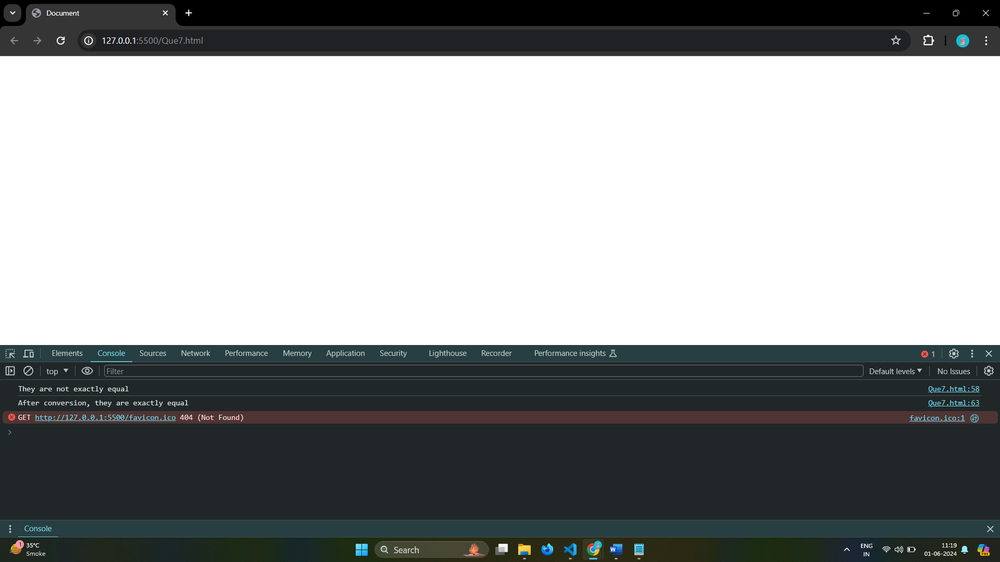 Document
127.0.0.1:5500/Que7.html
Elements Console Sources Network Performance Memory Application Security Lighthouse Recorder Performance insights 1
top Filter Default levels No Issues
They are not exactly equal Que7.html:58
After conversion, they are exactly equal Que7.html:63
GET http://127.0.0.1:5500/favicon.ico 404 (Not Found) favicon.ico:1
Console
1 35°C
Smoke
Search
W
ENG
IN
11:19
01-06-2024
PRE